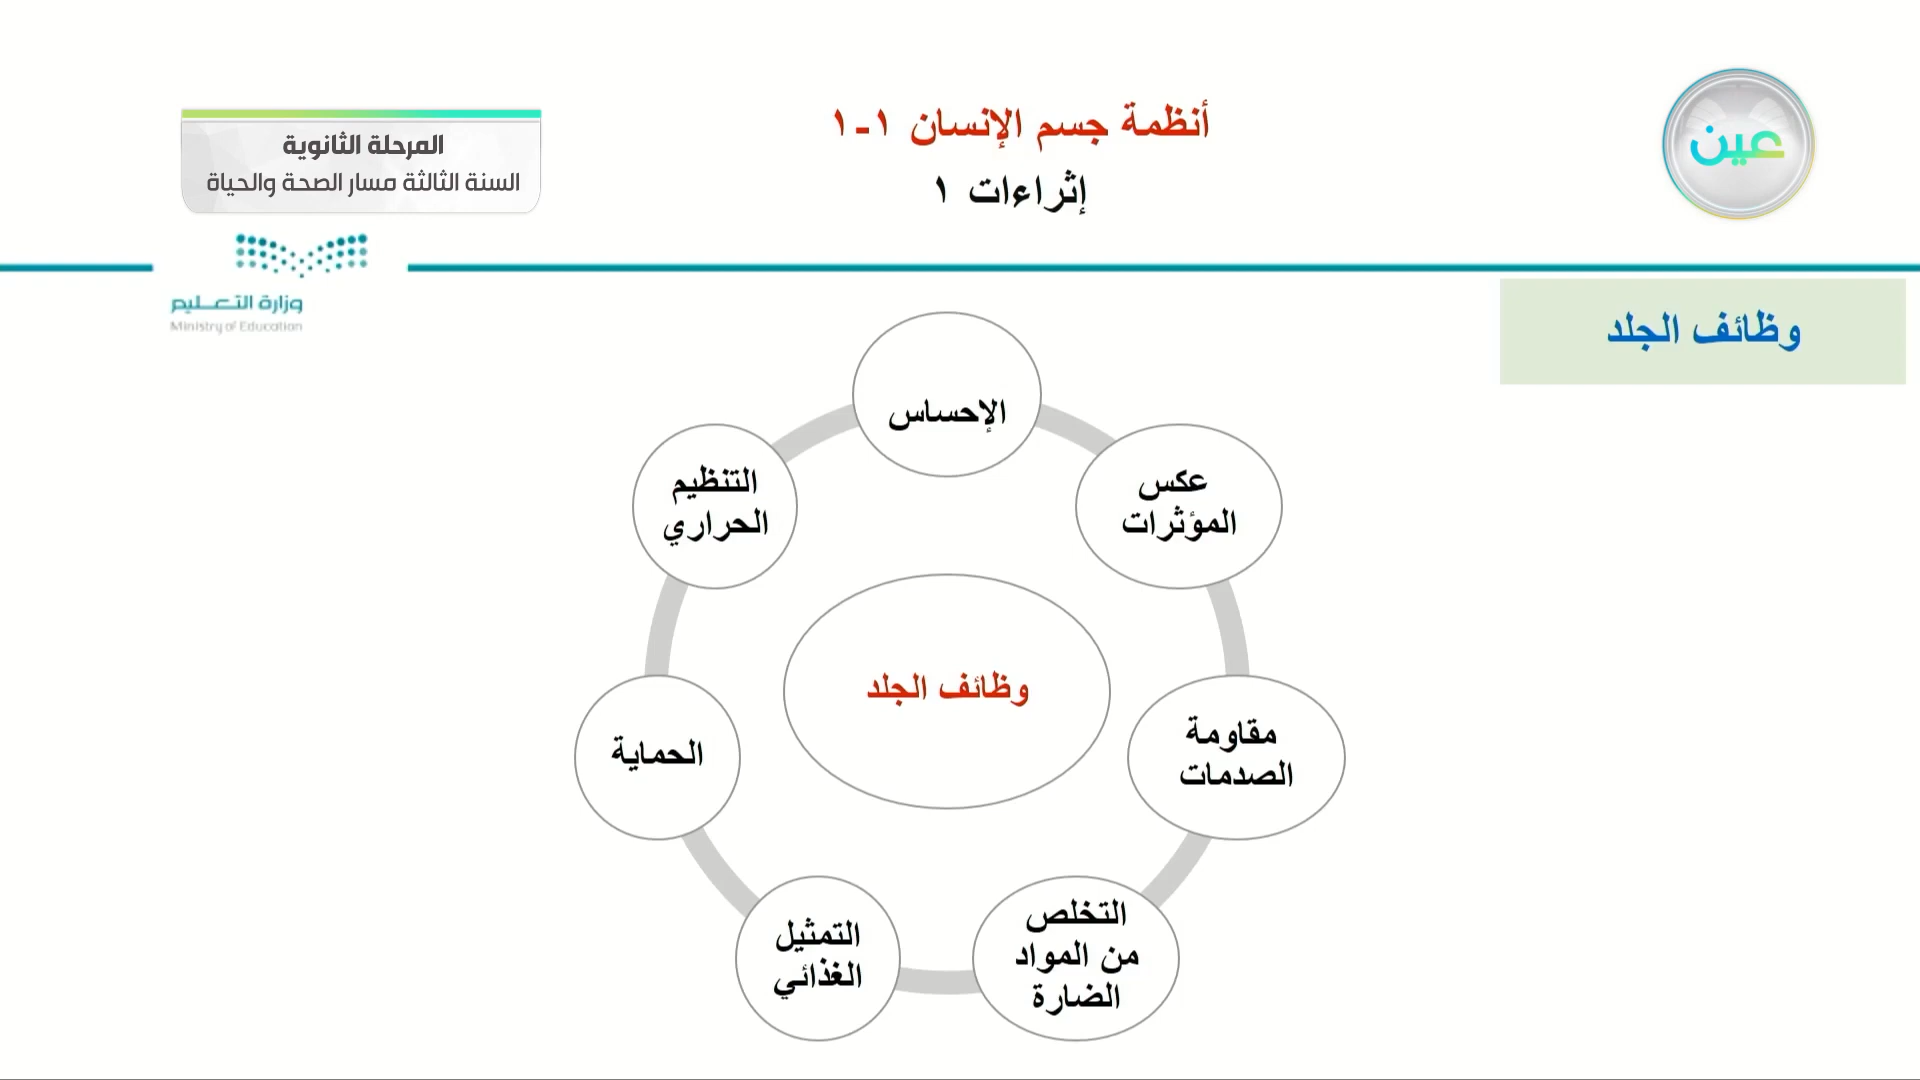 عين
أنظمة جسم الإنسان ١-١
إثراءات ١
المرحلة الثانوية
السنة الثالثة مسار الصحة والحياة
وزارة التعليم
Ministry of Education
وظائف الجلد
الإحساس
عكس
المؤثرات
مقاومة
الصدمات
التخلص
من المواد
الضارة
التمثيل
الغذائي
الحماية
التنظيم
الحراري
وظائف الجلد